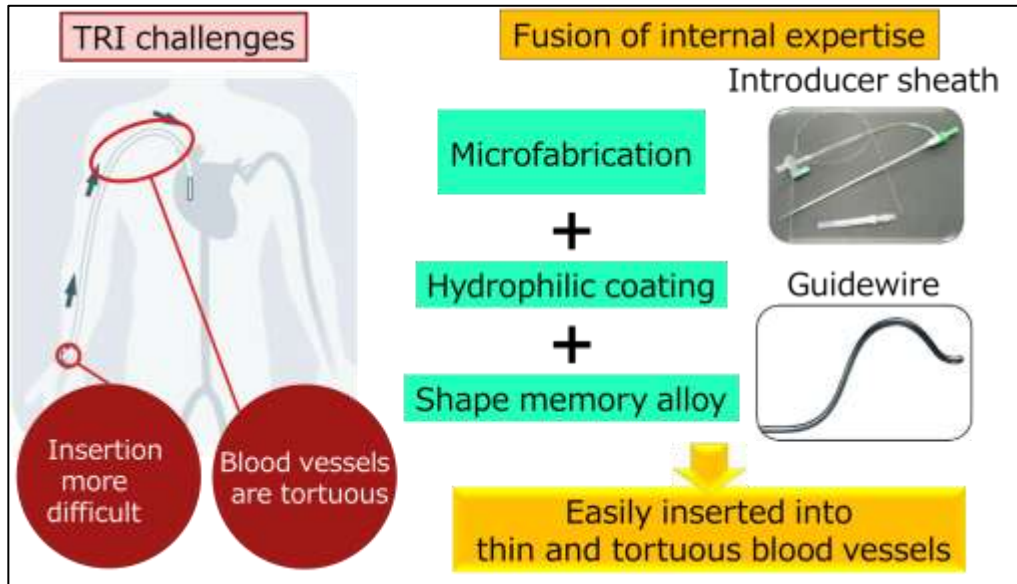 TRI challenges
Insertion
more
difficult
Blood vessels
are tortuous
Fusion of internal expertise
Introducer sheath
Microfabrication
+
Hydrophilic coating
+
Shape memory alloy
Guidewire
Easily inserted into
thin and tortuous blood vessels